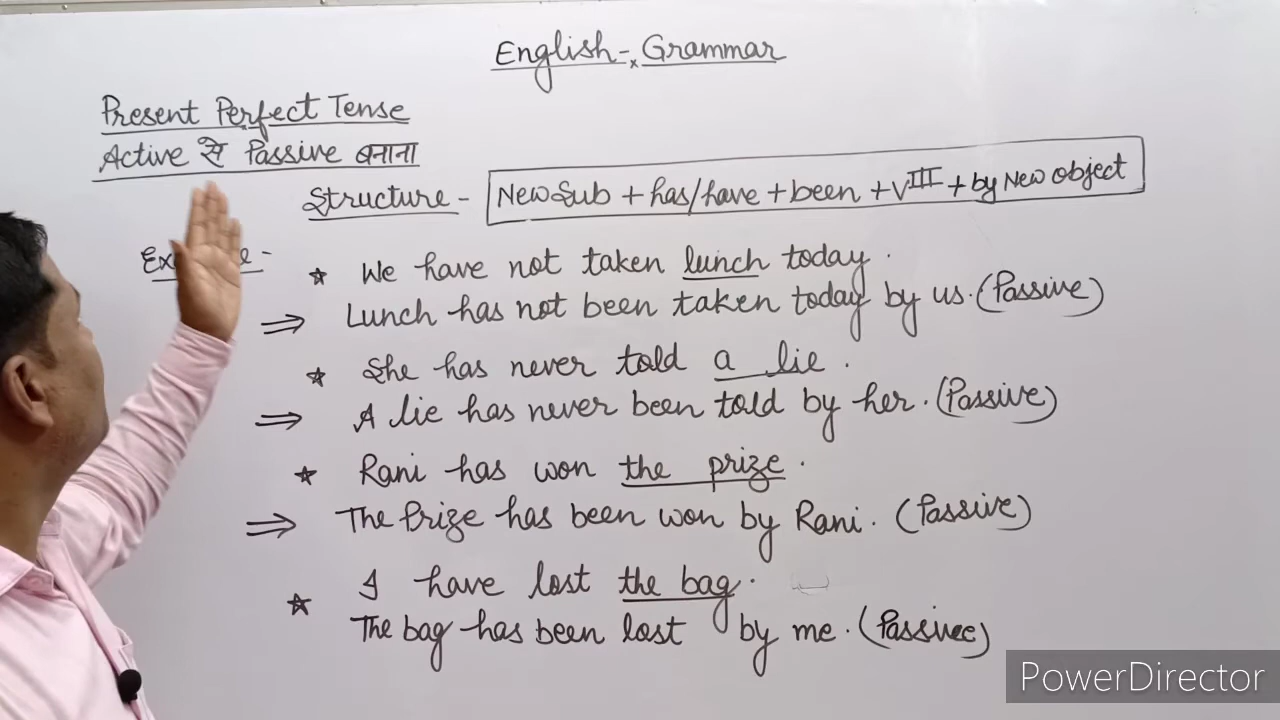 English-Grammar
Present Perfect Tense
Active से Passive बनाना
Structure - New Sub + has/have + been + V^III + by New object
* We have not taken lunch today.
⇒ Lunch has not been taken today by us. (Passive)
* She has never told a lie.
⇒ A lie has never been told by her. (Passive)
* Rani has won the prize.
⇒ The Prize has been won by Rani. (Passive)
* I have lost the bag.
The bag has been lost by me. (Passive)
PowerDirector